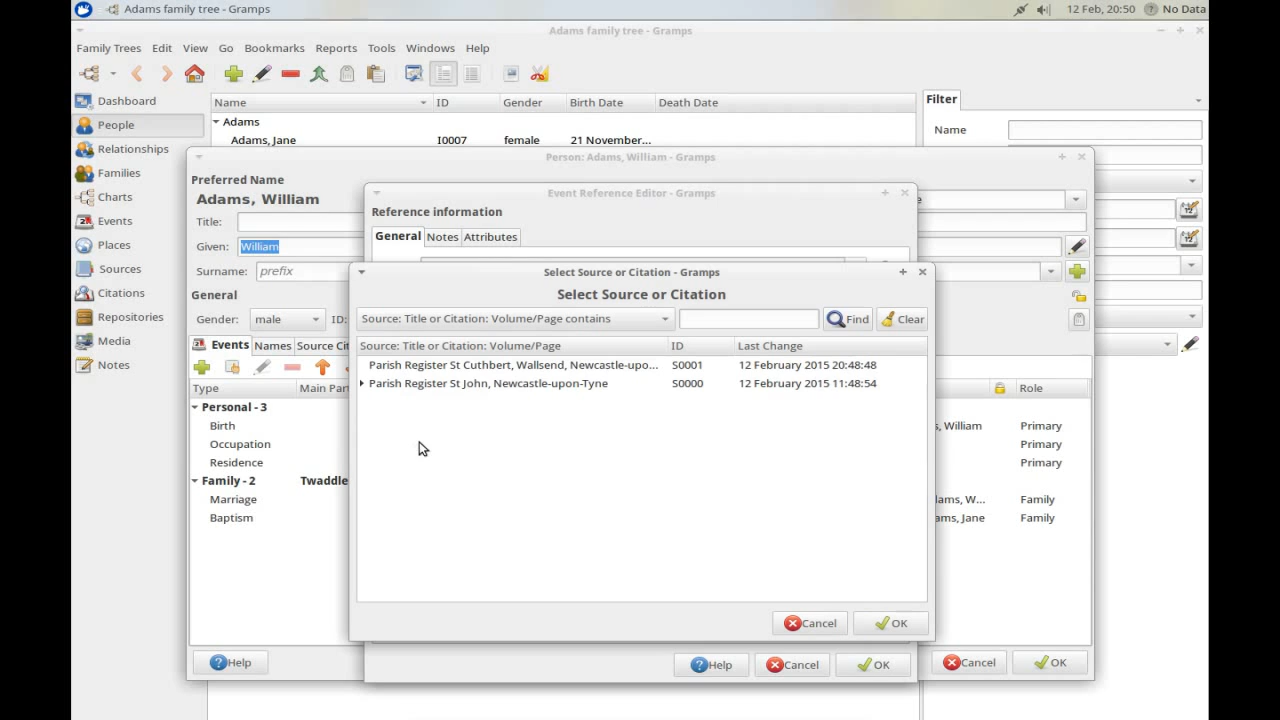 Adams family tree - Gramps
12 Feb, 20:50
No Data
Adams family tree - Gramps
Family Trees Edit View Go Bookmarks Reports Tools Windows Help
Dashboard
People
Relationships
Families
Charts
Events
Places
Sources
Citations
Repositories
Media
Notes
Name ID Gender Birth Date Death Date
Adams
Adams, Jane I0007 female 21 November...
Filter
Name
Person: Adams, William - Gramps
Preferred Name
Adams, William
Title:
Given: William
Surname: prefix
General
Gender: male ID:
Events Names Source Cit
Type Main Part
Role
Personal - 3
Birth s, William Primary
Occupation Primary
Residence Primary
Family - 2 Twaddle
Marriage lams, W... Family
Baptism ams, Jane Family
Help Cancel OK
Event Reference Editor - Gramps
Reference information
General Notes Attributes
Help Cancel OK
Select Source or Citation - Gramps
Select Source or Citation
Source: Title or Citation: Volume/Page contains Find Clear
Source: Title or Citation: Volume/Page ID Last Change
Parish Register St Cuthbert, Wallsend, Newcastle-upo... S0001 12 February 2015 20:48:48
Parish Register St John, Newcastle-upon-Tyne S0000 12 February 2015 11:48:54
Cancel OK